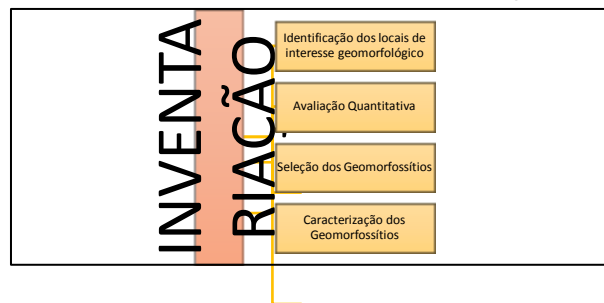 INVENTA
RIAÇÃO
Identificação dos locais de
interesse geomorfológico
Avaliação Quantitativa
Seleção dos Geomorfossítios
Caracterização dos
Geomorfossítios